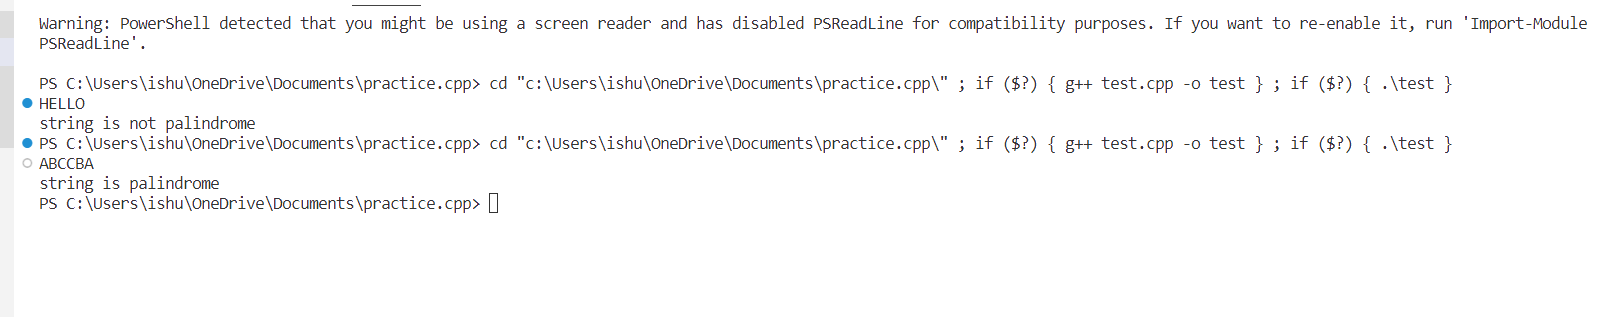 Warning: PowerShell detected that you might be using a screen reader and has disabled PSReadLine for compatibility purposes. If you want to re-enable it, run 'Import-Module
PSReadLine'.
PS C:\Users\ishu\OneDrive\Documents\practice.cpp> cd "c:\Users\ishu\OneDrive\Documents\practice.cpp\" ; if ($?) { g++ test.cpp -o test } ; if ($?) { .\test }
HELLO
string is not palindrome
PS C:\Users\ishu\OneDrive\Documents\practice.cpp> cd "c:\Users\ishu\OneDrive\Documents\practice.cpp\" ; if ($?) { g++ test.cpp -o test } ; if ($?) { .\test }
ABCCBA
string is palindrome
PS C:\Users\ishu\OneDrive\Documents\practice.cpp>